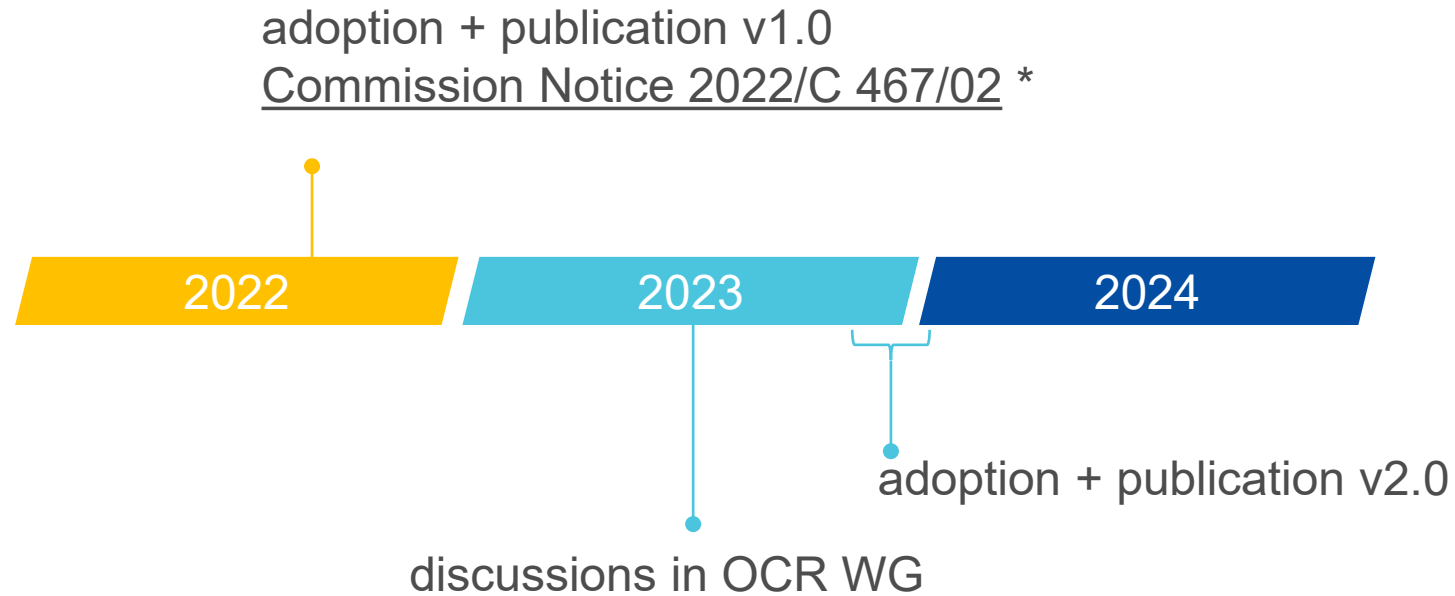 adoption + publication v1.0
Commission Notice 2022/C 467/02 *
2022
2023
2024
adoption + publication v2.0
discussions in OCR WG